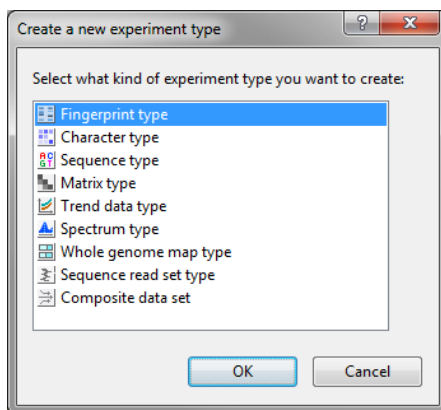 Create a new experiment type
Select what kind of experiment type you want to create:
Fingerprint type
Character type
Sequence type
Matrix type
Trend data type
Spectrum type
Whole genome map type
Sequence read set type
Composite data set
OK Cancel